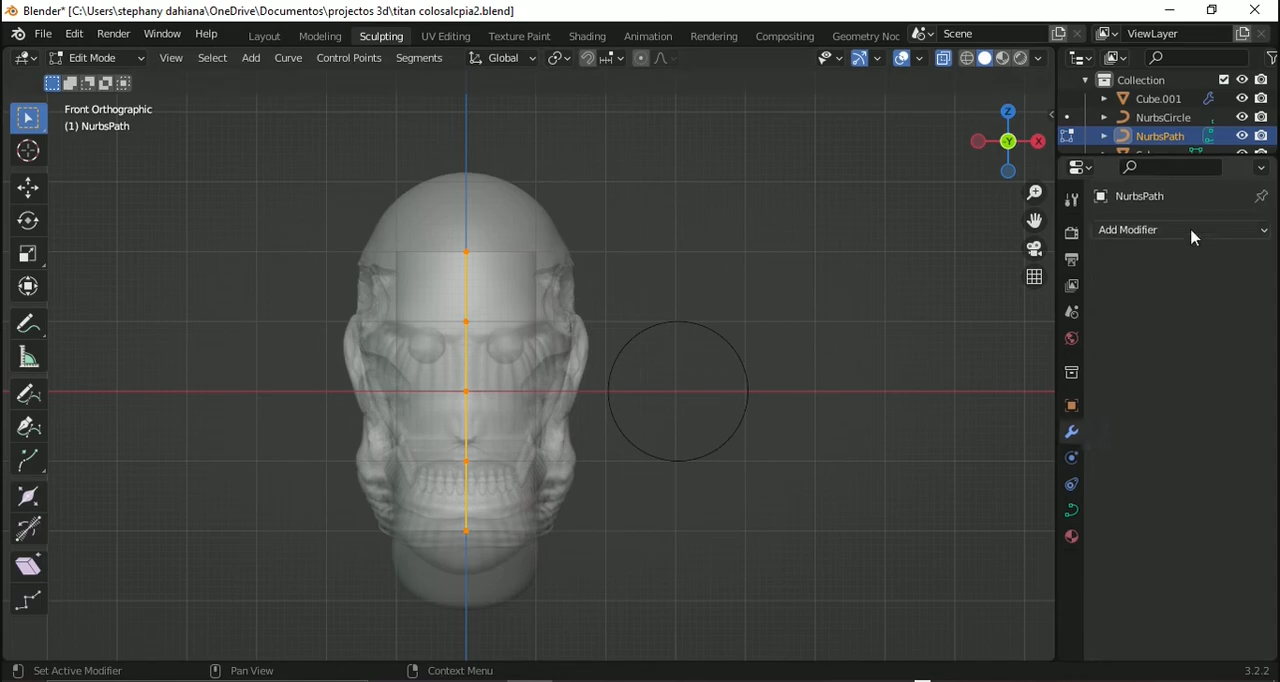 Blender* [C:\Users\stephany dahiana\OneDrive\Documentos\projectos 3d\titan colosalcpia2.blend]
File Edit Render Window Help Layout Modeling Sculpting UV Editing Texture Paint Shading Animation Rendering Compositing Geometry Noc Scene ViewLayer
Edit Mode View Select Add Curve Control Points Segments Global
Collection
Front Orthographic
Cube.001
(1) NurbsPath
NurbsCircle
NurbsPath
Z
Y X
NurbsPath
Add Modifier
Set Active Modifier Pan View Context Menu 3.2.2